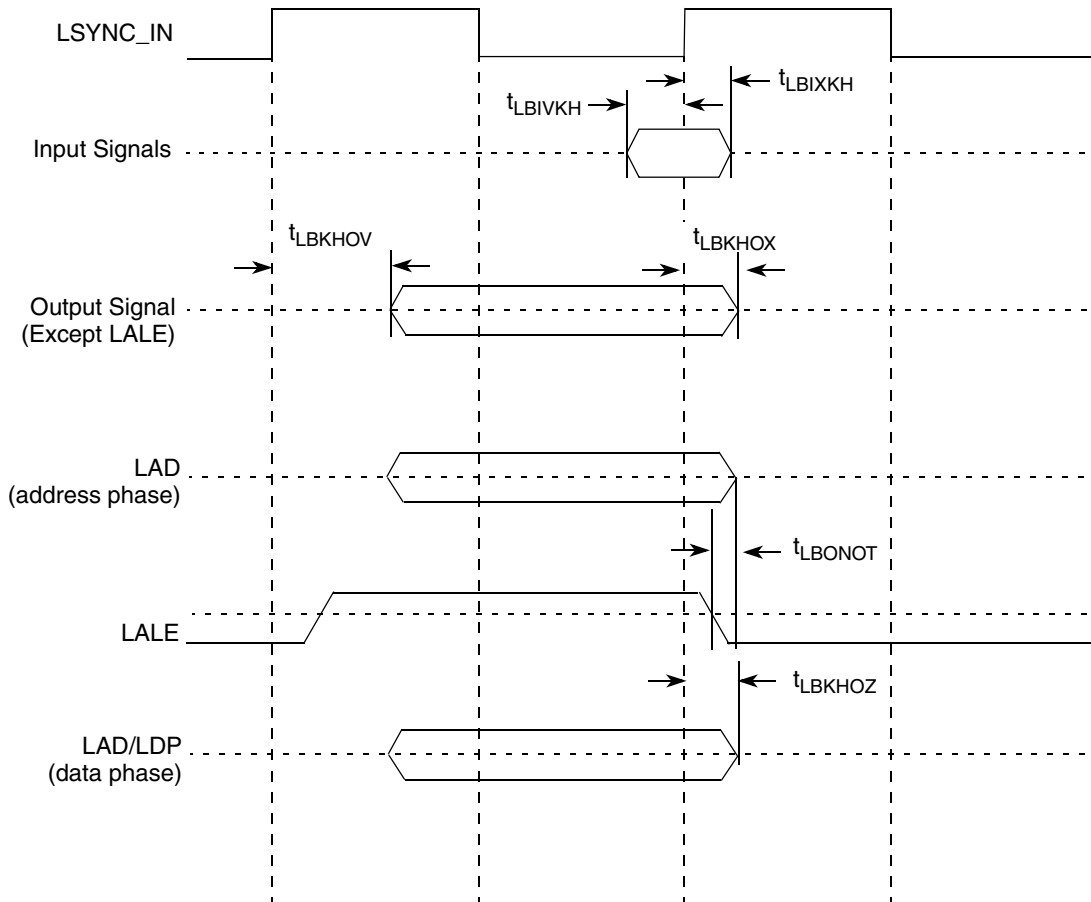 LSYNC_IN
tLBIXKH
tLBIVKH
Input Signals
tLBKHOV
tLBKHOX
Output Signal
(Except LALE)
LAD
(address phase)
tLBONOT
LALE
tLBKHOZ
LAD/LDP
(data phase)